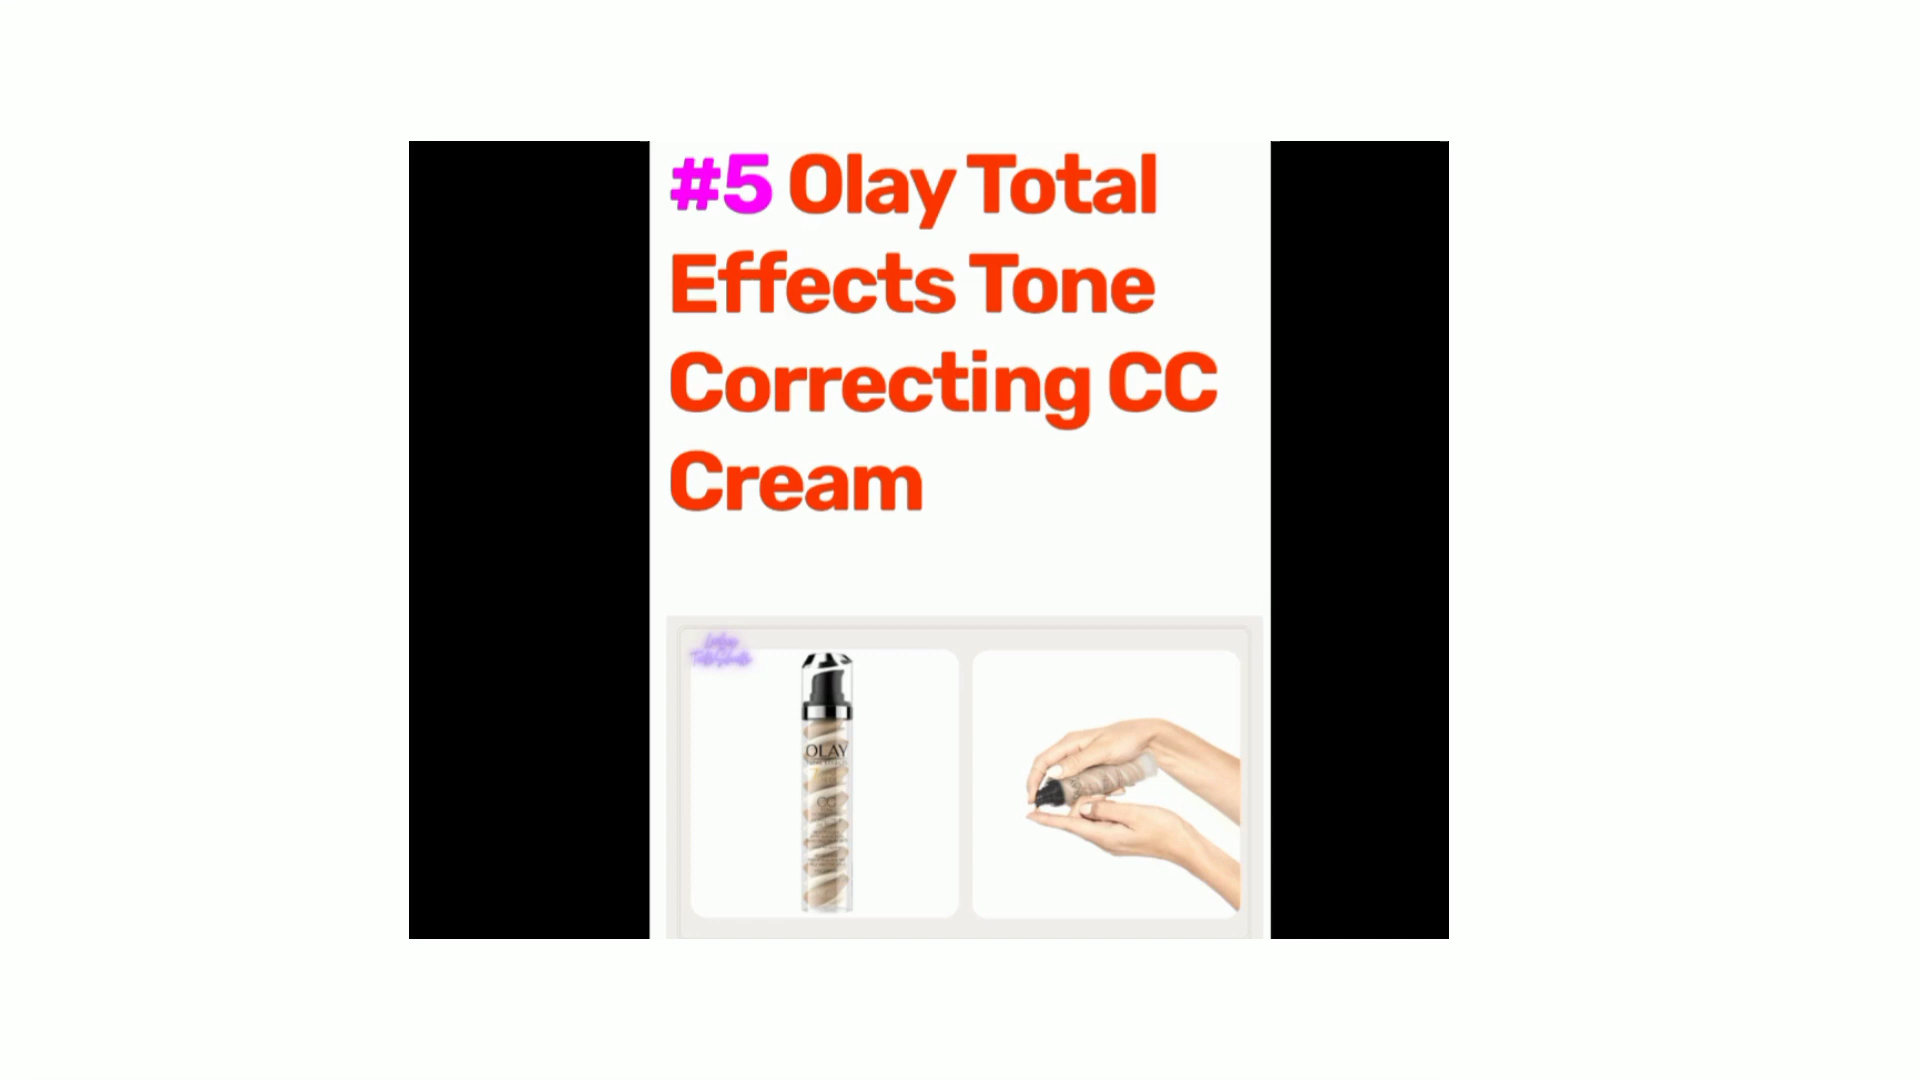 #5 Olay Total
Effects Tone
Correcting CC
Cream
OLAY
CC